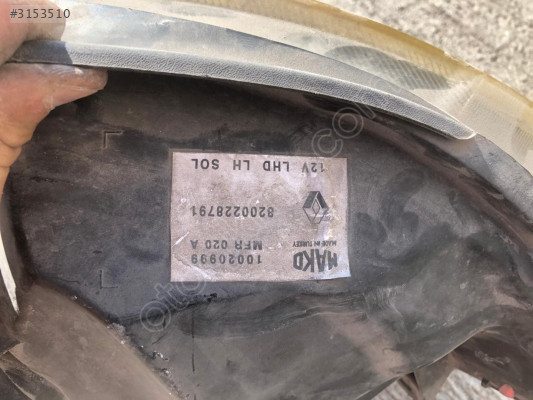 #3153510
MAKO
MADE IN TURKEY
10020999
MFR 020 A
8200228791
12V LHD LH SOL